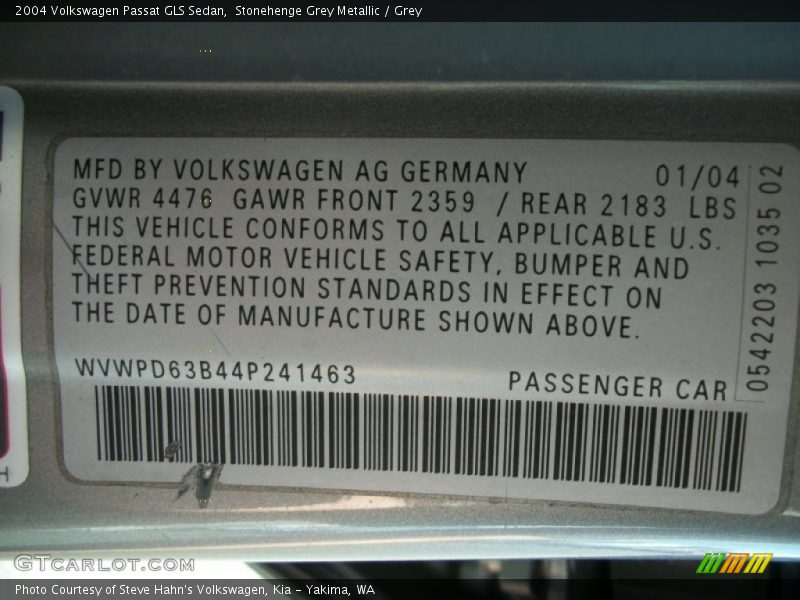 2004 Volkswagen Passat GLS Sedan, Stonehenge Grey Metallic / Grey
MFD BY VOLKSWAGEN AG GERMANY 01/04
GVWR 4476 GAWR FRONT 2359 / REAR 2183 LBS
THIS VEHICLE CONFORMS TO ALL APPLICABLE U.S.
FEDERAL MOTOR VEHICLE SAFETY, BUMPER AND
THEFT PREVENTION STANDARDS IN EFFECT ON
THE DATE OF MANUFACTURE SHOWN ABOVE.
WVWPD63B44P241463 PASSENGER CAR
0542203 1035 02
GTCARLOT.COM
Photo Courtesy of Steve Hahn's Volkswagen, Kia - Yakima, WA